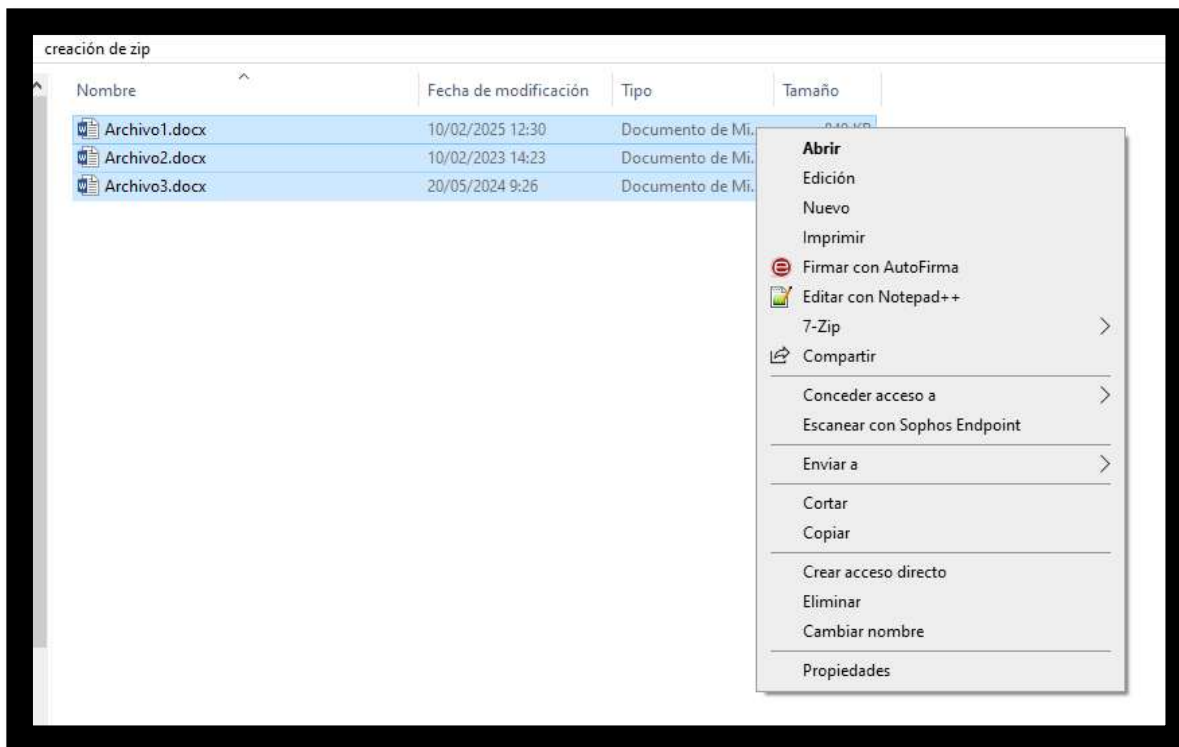 creación de zip
Nombre Fecha de modificación Tipo Tamaño
Archivo1.docx 10/02/2025 12:30 Documento de Mi...
Archivo2.docx 10/02/2023 14:23 Documento de Mi...
Archivo3.docx 20/05/2024 9:26 Documento de Mi...
Abrir
Edición
Nuevo
Imprimir
Firmar con AutoFirma
Editar con Notepad++
7-Zip
Compartir
Conceder acceso a
Escanear con Sophos Endpoint
Enviar a
Cortar
Copiar
Crear acceso directo
Eliminar
Cambiar nombre
Propiedades